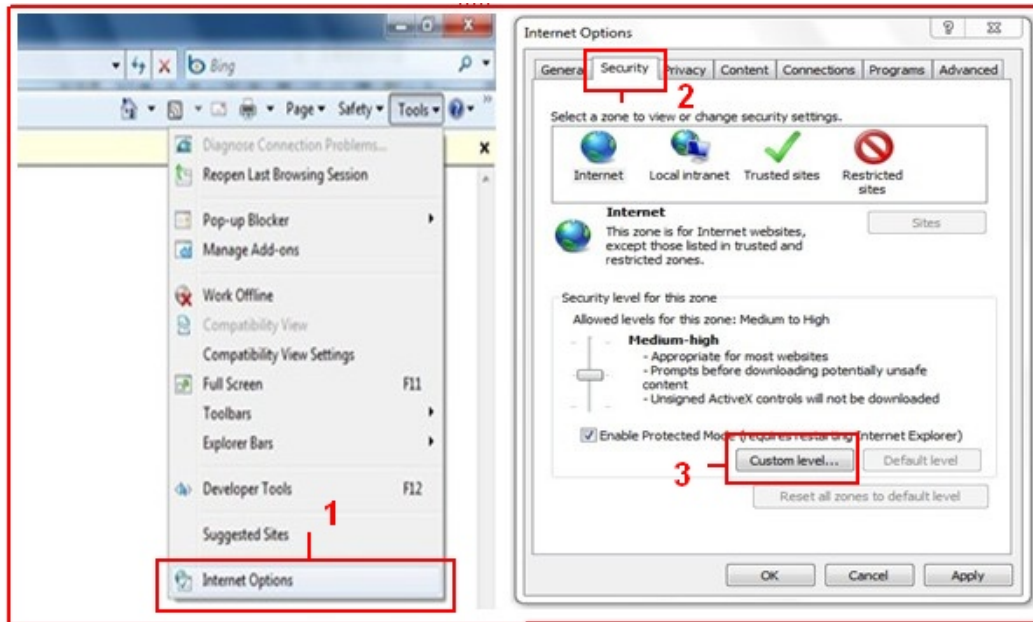 Bing
Page Safety Tools
Diagnose Connection Problems...
Reopen Last Browsing Session
Pop-up Blocker
Manage Add-ons
Work Offline
Compatibility View
Compatibility View Settings
Full Screen F11
Toolbars
Explorer Bars
Developer Tools F12
1
Suggested Sites
Internet Options
Internet Options
General Security Privacy Content Connections Programs Advanced
2
Select a zone to view or change security settings.
Internet Local intranet Trusted sites Restricted
sites
Internet
Sites
This zone is for Internet websites,
except those listed in trusted and
restricted zones.
Security level for this zone
Allowed levels for this zone: Medium to High
Medium-high
- Appropriate for most websites
- Prompts before downloading potentially unsafe
content
- Unsigned ActiveX controls will not be downloaded
Enable Protected Mode (requires restarting Internet Explorer)
3
Custom level... Default level
Reset all zones to default level
OK Cancel Apply